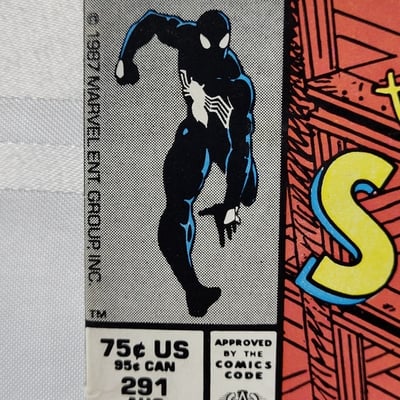 © 1987 MARVEL ENT GROUP, INC.
TM
75¢ US
95¢ CAN
291
APPROVED
BY THE
COMICS
CODE
S